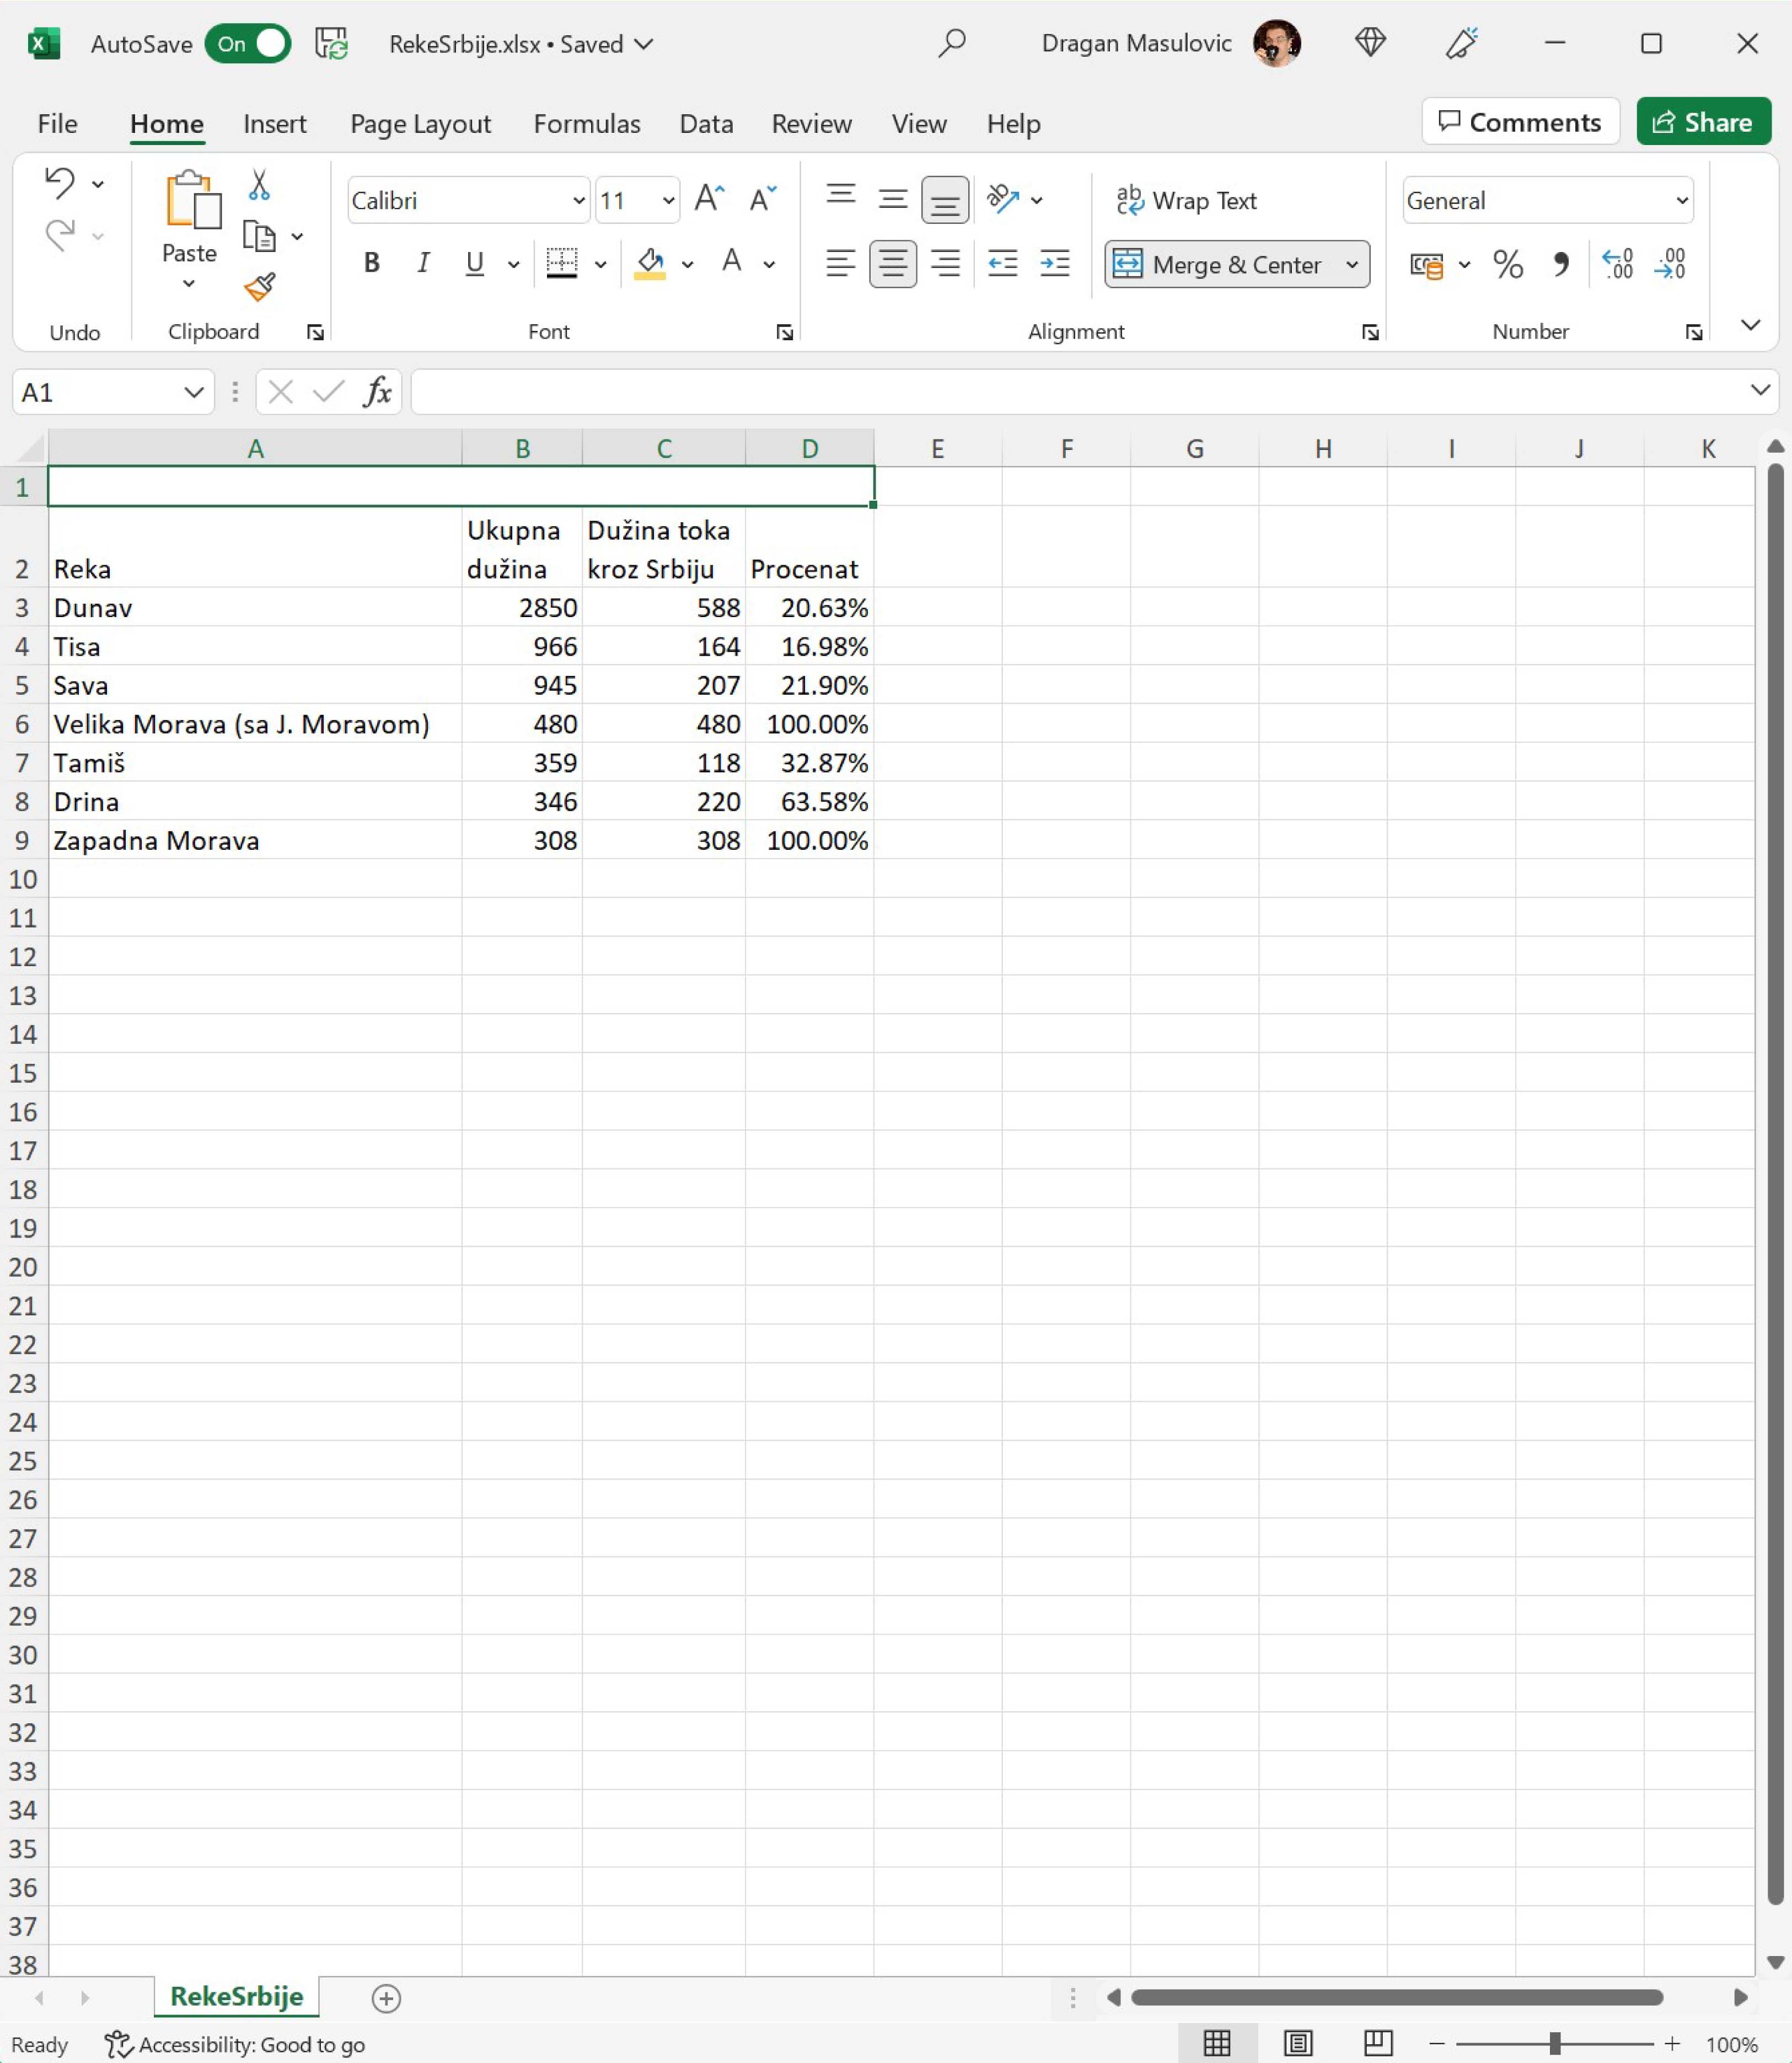 AutoSave On RekeSrbije.xlsx • Saved Dragan Masulovic
File Home Insert Page Layout Formulas Data Review View Help Comments Share
Calibri 11 Wrap Text General
Paste B I U A Merge & Center % .00 .00
Undo Clipboard Font Alignment Number
A1 fx
A B C D E F G H I J K
1
2 Reka Ukupna dužina Dužina toka kroz Srbiju Procenat
3 Dunav 2850 588 20.63%
4 Tisa 966 164 16.98%
5 Sava 945 207 21.90%
6 Velika Morava (sa J. Moravom) 480 480 100.00%
7 Tamiš 359 118 32.87%
8 Drina 346 220 63.58%
9 Zapadna Morava 308 308 100.00%
10
11
12
13
14
15
16
17
18
19
20
21
22
23
24
25
26
27
28
29
30
31
32
33
34
35
36
37
38
RekeSrbije
Ready Accessibility: Good to go 100%